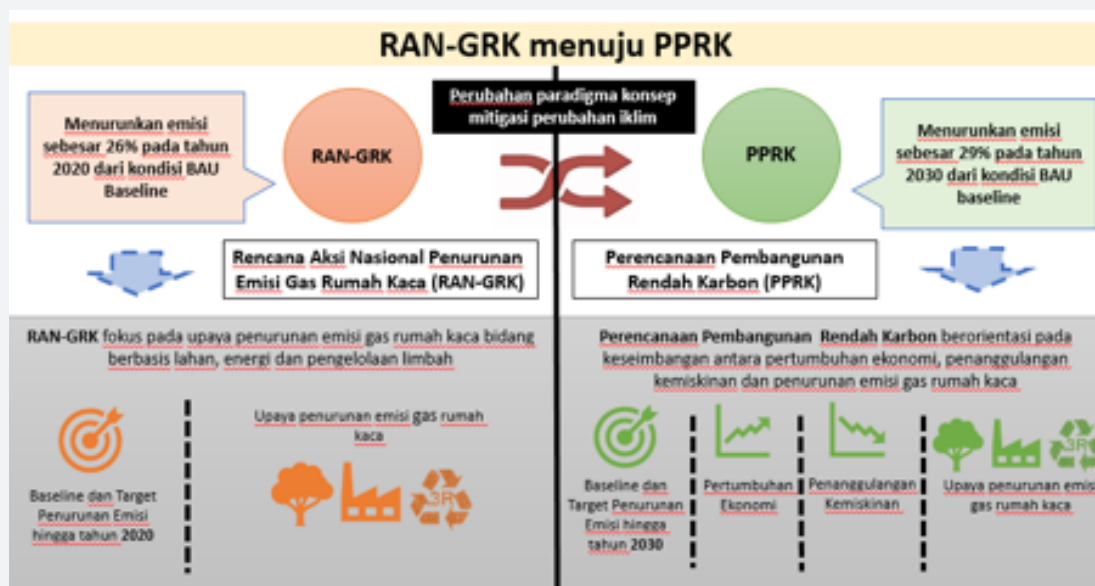 RAN-GRK menuju PPRK
Perubahan paradigma konsep
mitigasi perubahan iklim
Menurunkan emisi
sebesar 26% pada tahun
2020 dari kondisi BAU
Baseline
RAN-GRK
PPRK
Menurunkan emisi
sebesar 29% pada tahun
2030 dari kondisi BAU
baseline
Rencana Aksi Nasional Penurunan
Emisi Gas Rumah Kaca (RAN-GRK)
Perencanaan Pembangunan
Rendah Karbon (PPRK)
RAN-GRK fokus pada upaya penurunan emisi gas rumah kaca bidang
berbasis lahan, energi dan pengelolaan limbah
Upaya penurunan emisi gas rumah
kaca
3R
Baseline dan Target
Penurunan Emisi
hingga tahun 2020
Perencanaan Pembangunan Rendah Karbon berorientasi pada
keseimbangan antara pertumbuhan ekonomi, penanggulangan
kemiskinan dan penurunan emisi gas rumah kaca
3R
Baseline dan
Target Penurunan
Emisi hingga
tahun 2030
Pertumbuhan
Ekonomi
Penanggulangan
Kemiskinan
Upaya penurunan emisi
gas rumah kaca